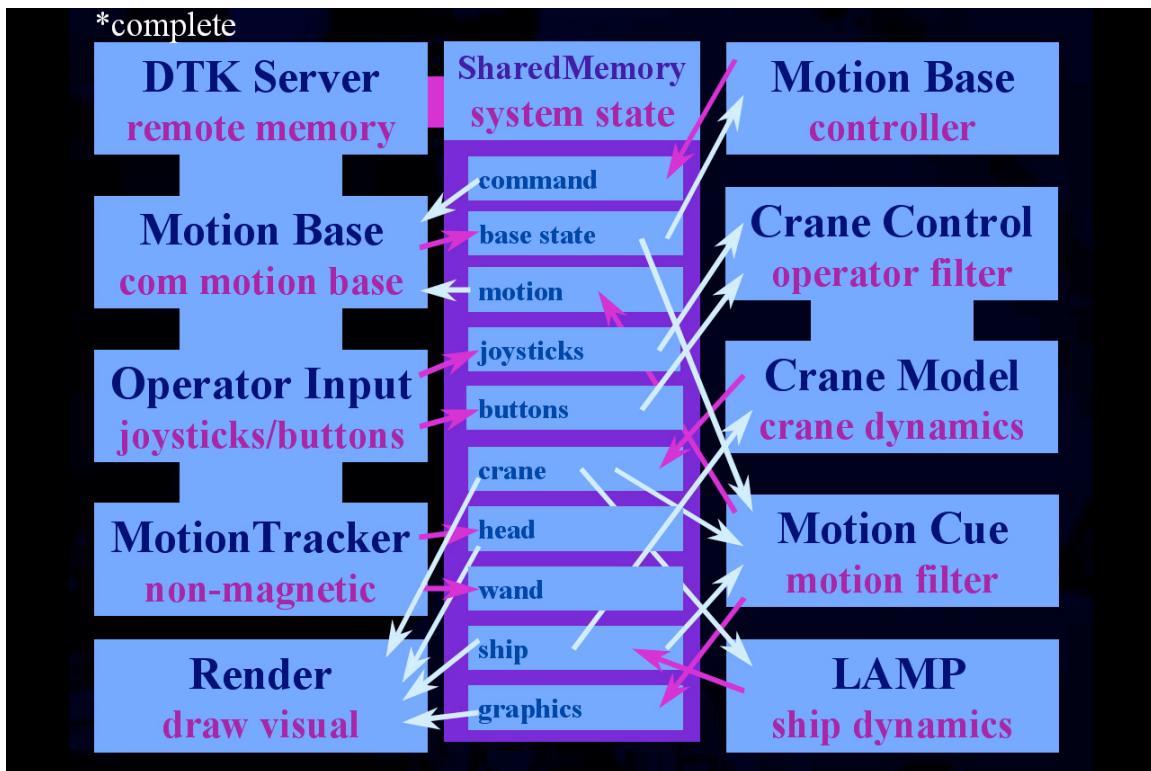 *complete
DTK Server
remote memory
Motion Base
com motion base
Operator Input
joysticks/buttons
MotionTracker
non-magnetic
Render
draw visual
SharedMemory
system state
command
base state
motion
joysticks
buttons
crane
head
wand
ship
graphics
Motion Base
controller
Crane Control
operator filter
Crane Model
crane dynamics
Motion Cue
motion filter
LAMP
ship dynamics